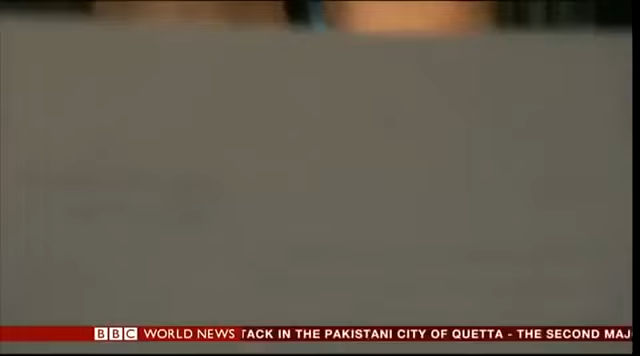 BBC WORLD NEWS TACK IN THE PAKISTANI CITY OF QUETTA - THE SECOND MAJ